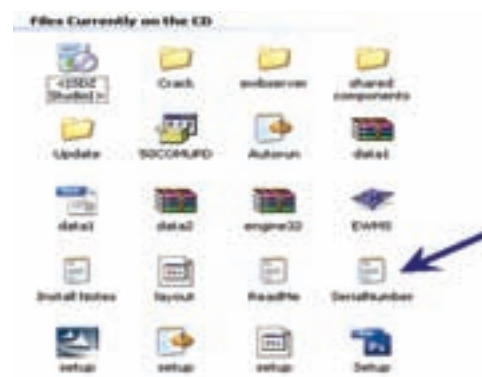 Files Currently on the CD
Crack shared
components
Update Autorun data1
data1 data2 engine32
Install Notes layout ReadMe SerialNumber
setup setup setup Setup